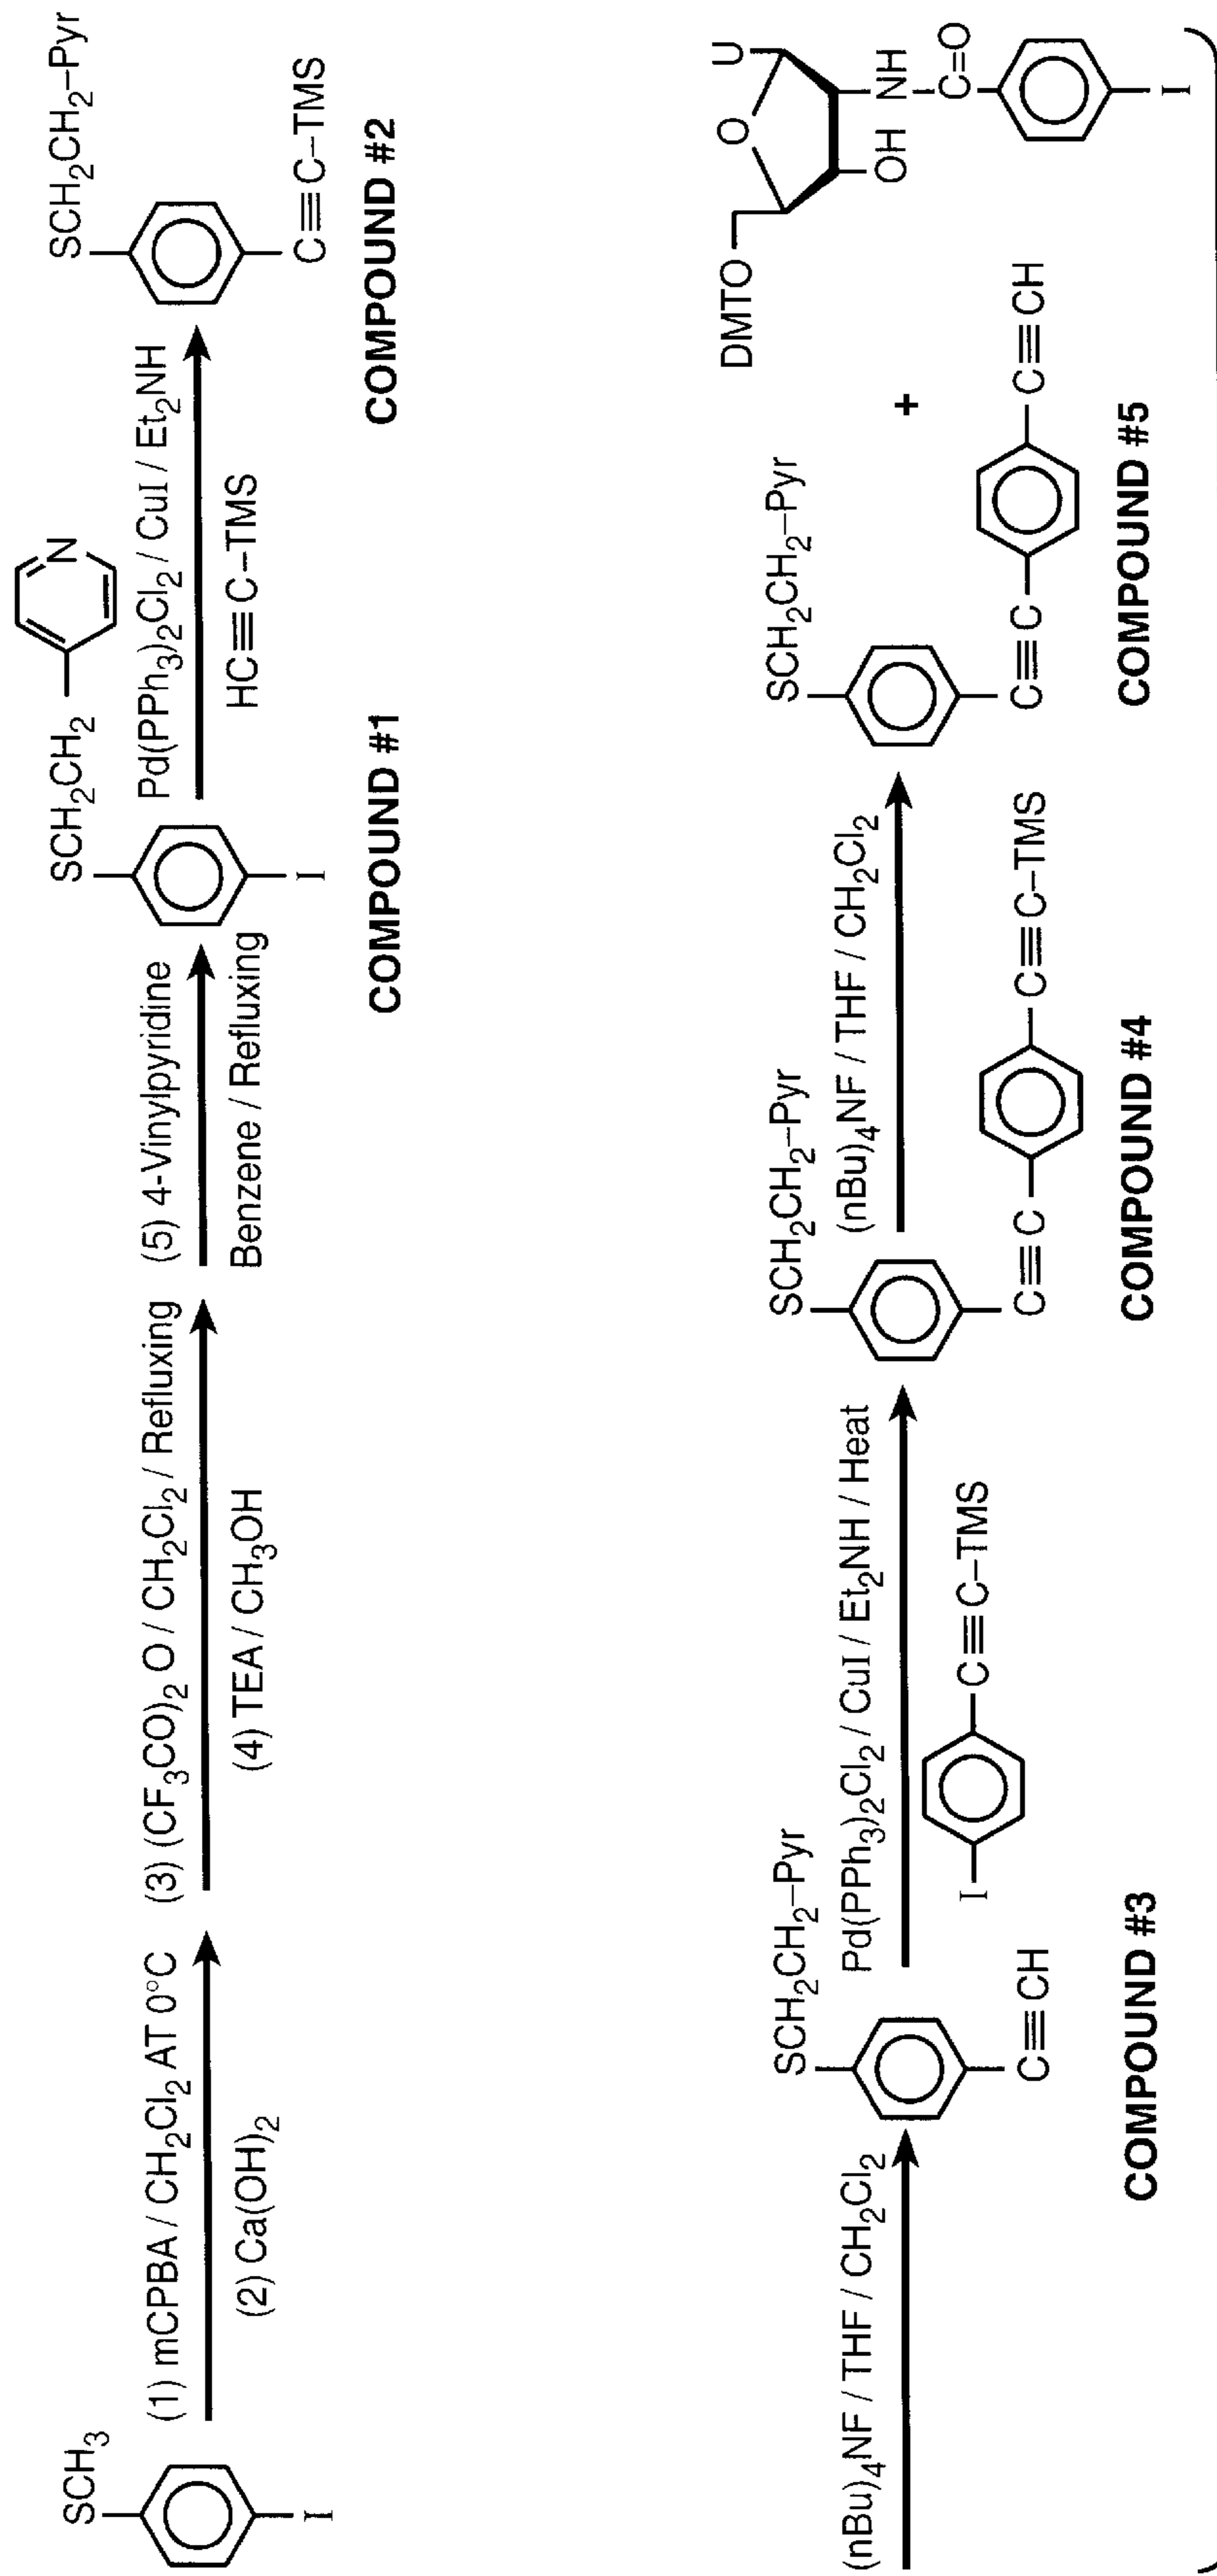 SCH3
I
(1) mCPBA / CH2Cl2 AT 0°C
(2) Ca(OH)2
(3) (CF3CO)2 O / CH2Cl2 / Refluxing
(4) TEA / CH3OH
(5) 4-Vinylpyridine
Benzene / Refluxing
SCH2CH2
N
I
COMPOUND #1
Pd(PPh3)2Cl2 / CuI / Et2NH
HC≡C–TMS
SCH2CH2–Pyr
C≡C–TMS
COMPOUND #2
(nBu)4NF / THF / CH2Cl2
SCH2CH2–Pyr
C≡CH
COMPOUND #3
Pd(PPh3)2Cl2 / CuI / Et2NH / Heat
I
C≡C–TMS
SCH2CH2–Pyr
C≡C
C≡C–TMS
COMPOUND #4
(nBu)4NF / THF / CH2Cl2
SCH2CH2–Pyr
C≡C
C≡CH
COMPOUND #5
+
DMTO
O
U
OH
NH
C=O
I